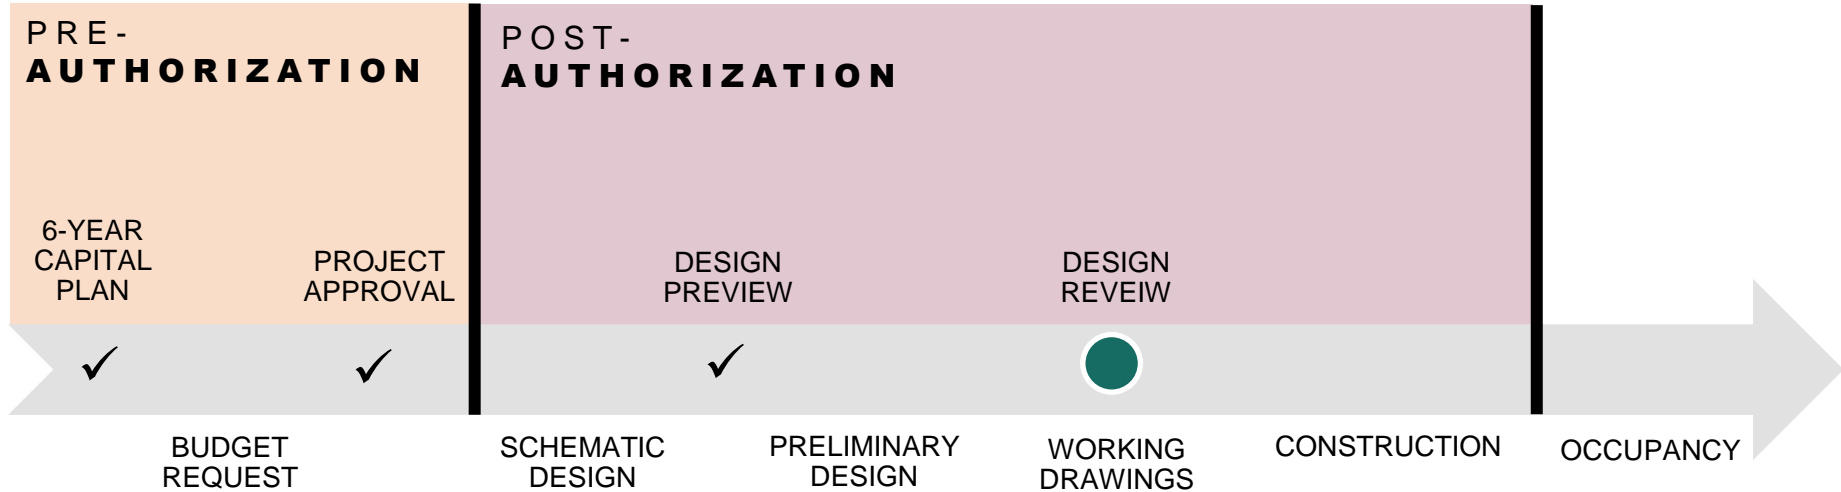 PRE-
AUTHORIZATION
POST-
AUTHORIZATION
6-YEAR
CAPITAL
PLAN
PROJECT
APPROVAL
DESIGN
PREVIEW
DESIGN
REVEIW
BUDGET
REQUEST
SCHEMATIC
DESIGN
PRELIMINARY
DESIGN
WORKING
DRAWINGS
CONSTRUCTION
OCCUPANCY